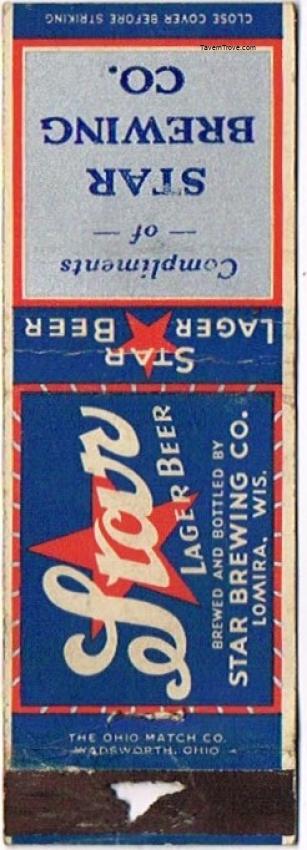 CLOSE COVER BEFORE STRIKING
TavernTrove.com
Compliments
— of —
STAR
BREWING
CO.
STAR
LAGER BEER
Star
LAGER BEER
BREWED AND BOTTLED BY
STAR BREWING CO.
LOMIRA, WIS.
THE OHIO MATCH CO.
WADSWORTH, OHIO